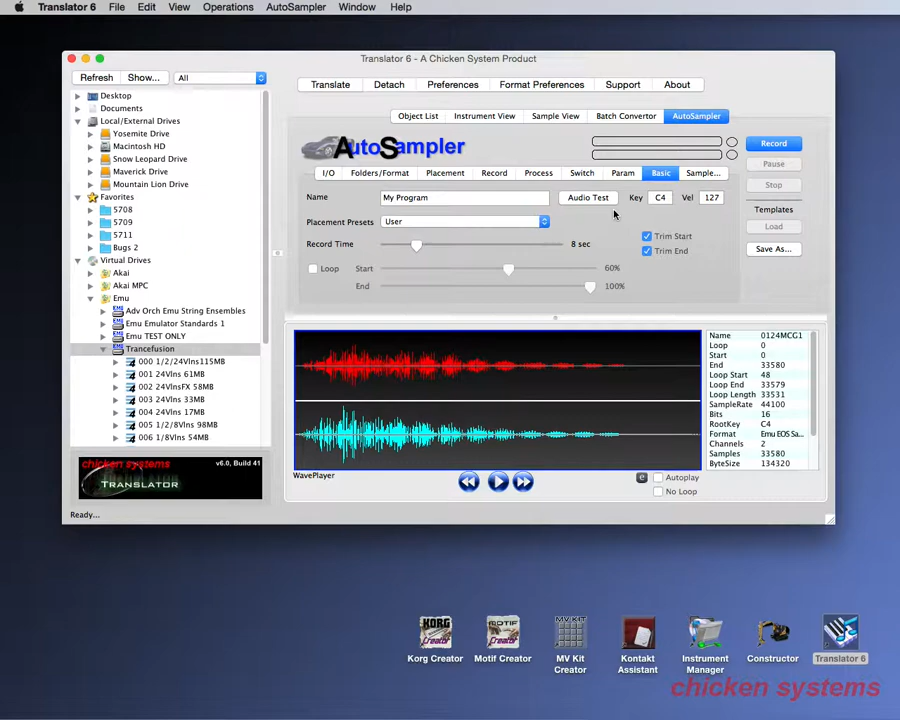 Translator 6 File Edit View Operations AutoSampler Window Help
Translator 6 - A Chicken System Product
Refresh Show... All
Translate Detach Preferences Format Preferences Support About
Desktop
Documents
Local/External Drives
Yosemite Drive
Macintosh HD
Snow Leopard Drive
Maverick Drive
Mountain Lion Drive
Favorites
5708
5709
5711
Bugs 2
Virtual Drives
Akai
Akai MPC
Emu
Adv Orch Emu String Ensembles
Emu Emulator Standards 1
Emu TEST ONLY
Trancefusion
000 1/2/24Vlns115MB
001 24Vlns 61MB
002 24VlnsFX 58MB
003 24Vlns 33MB
004 24Vlns 17MB
005 1/2/8Vlns 98MB
006 1/8Vlns 54MB
chicken systems v6.0, Build 41
TRANSLATOR
Ready...
Object List Instrument View Sample View Batch Convertor AutoSampler
AutoSampler
Record
Pause
Stop
Templates
Load
Save As...
I/O Folders/Format Placement Record Process Switch Param Basic Sample...
Name My Program Audio Test Key C4 Vel 127
Placement Presets User
Record Time 8 sec
Trim Start
Trim End
Loop Start 60%
End 100%
Name 0124MCG1
Loop 0
Start 0
End 33580
Loop Start 48
Loop End 33579
Loop Length 33531
SampleRate 44100
Bits 16
RootKey C4
Format Emu EOS Sa...
Channels 2
Samples 33580
ByteSize 134320
WavePlayer
e Autoplay
No Loop
Korg Creator
Motif Creator
MV Kit Creator
Kontakt Assistant
Instrument Manager
Constructor
Translator 6
chicken systems